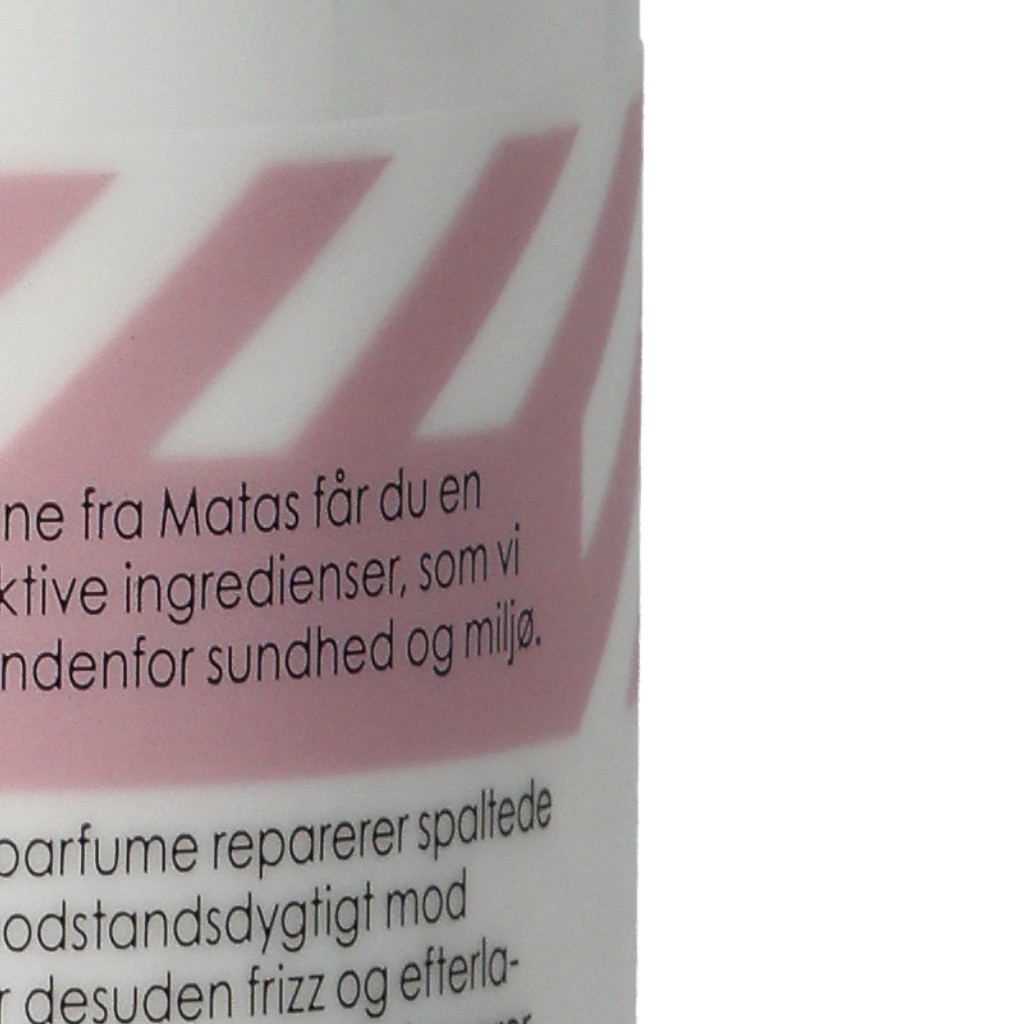 ne fra Matas får du en
ktive ingredienser, som vi
ndenfor sundhed og miljø.
parfume reparerer spaltede
odstandsdygtigt mod
r desuden frizz og efterla-